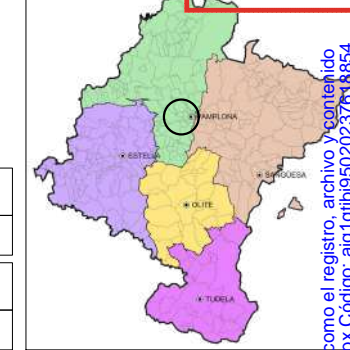 PAMPLONA
ESTELLA
SANGÜESA
OLITE
TUDELA
como el registro, archivo y contenido